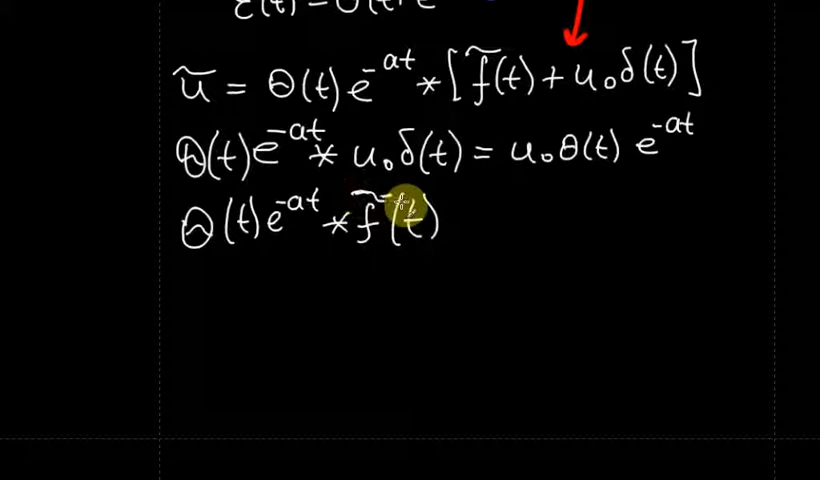 ε(t) = θ(t) e
ũ = θ(t) e^{-at} * [f̃(t) + u₀δ(t)]
θ(t) e^{-at} * u₀δ(t) = u₀θ(t) e^{-at}
θ(t) e^{-at} * f̃(t)